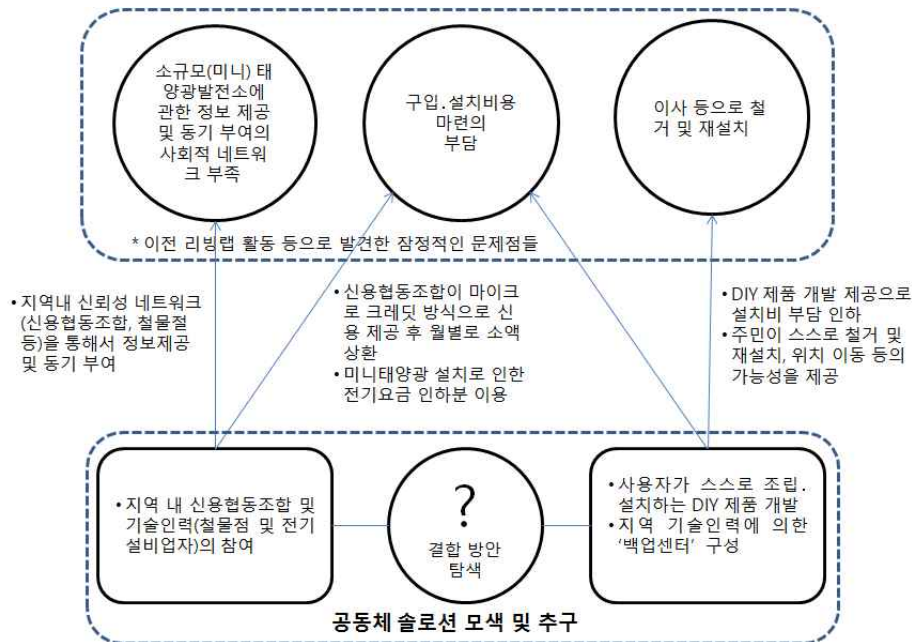 소규모(미니) 태
양광발전소에
관한 정보 제공
및 동기 부여의
사회적 네트워
크 부족
구입.설치비용
마련의
부담
이사 등으로 철
거 및 재설치
* 이전 리빙랩 활동 등으로 발견한 잠정적인 문제점들
• 지역내 신뢰성 네트워크
(신용협동조합, 철물절
등)을 통해서 정보제공
및 동기 부여
• 신용협동조합이 마이크
로 크레딧 방식으로 신
용 제공 후 월별로 소액
상환
• 미니태양광 설치로 인한
전기요금 인하분 이용
• DIY 제품 개발 제공으로
설치비 부담 인하
• 주민이 스스로 철거 및
재설치, 위치 이동 등의
가능성을 제공
• 지역 내 신용협동조합 및
기술인력(철물점 및 전기
설비업자)의 참여
?
결합 방안
탐색
• 사용자가 스스로 조립.
설치하는 DIY 제품 개발
• 지역 기술인력에 의한
‘백업센터’ 구성
공동체 솔로션 모색 및 추구